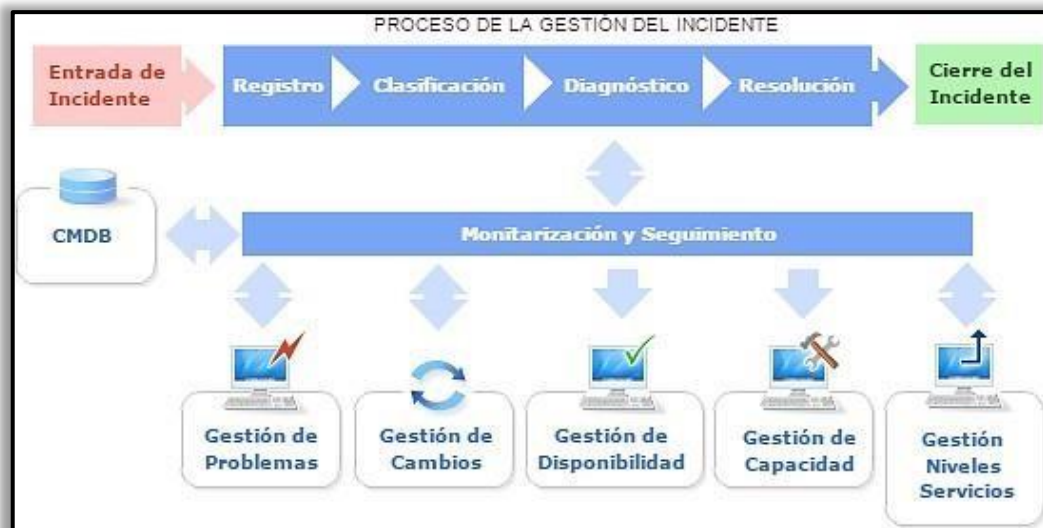 PROCESO DE LA GESTIÓN DEL INCIDENTE
Entrada de
Incidente
Registro
Clasificación
Diagnóstico
Resolución
Cierre del
Incidente
CMDB
Monitarización y Seguimiento
Gestión de
Problemas
Gestión de
Cambios
Gestión de
Disponibilidad
Gestión de
Capacidad
Gestión
Niveles
Servicios